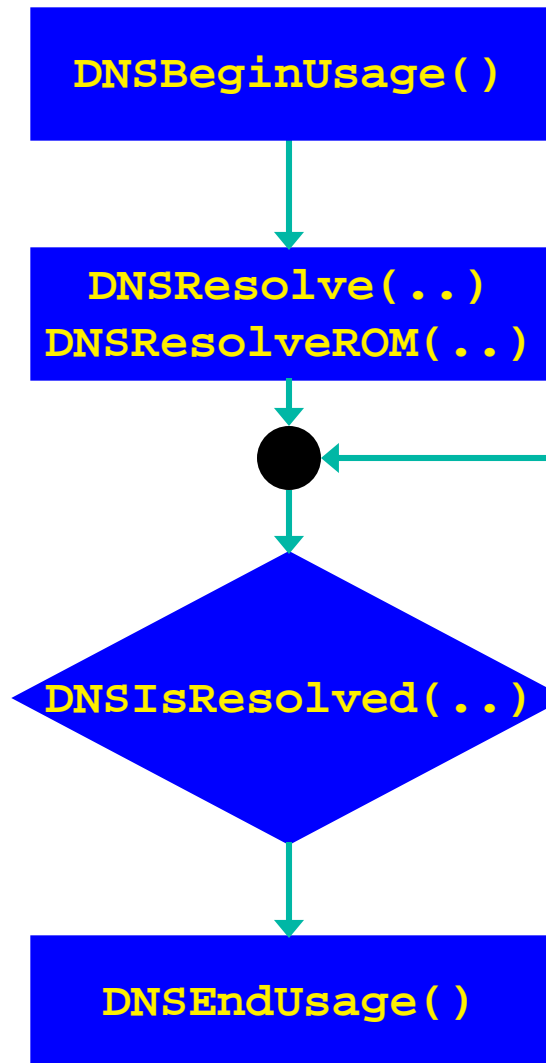 DNSBeginUsage()
DNSResolve(..)
DNSResolveROM(..)
DNSIsResolved(..)
DNSEndUsage()